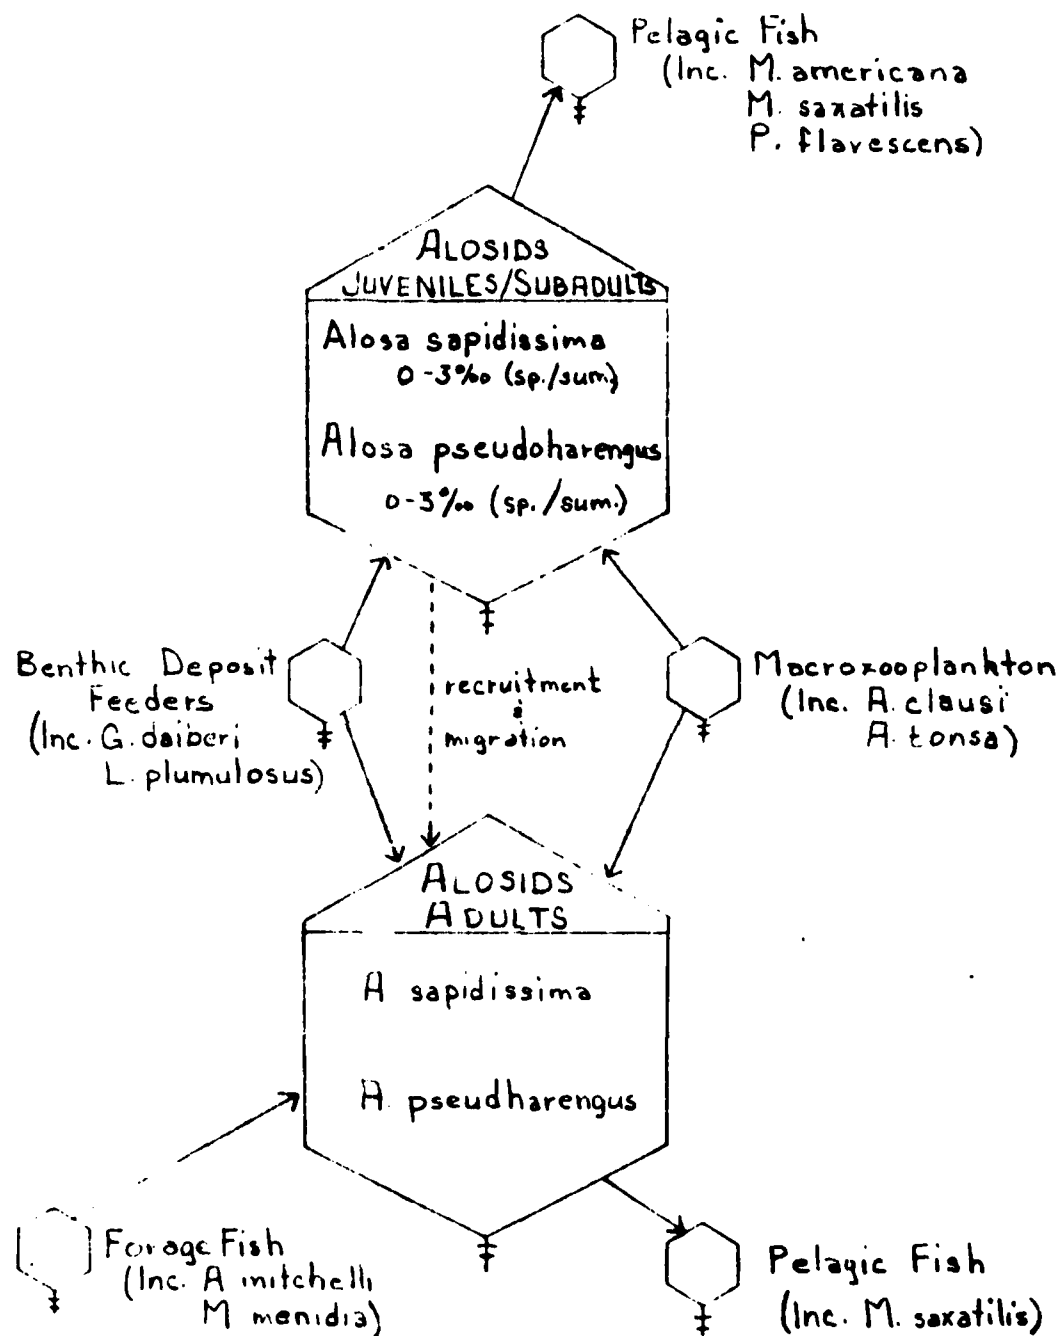 Pelagic Fish
(Inc. M. americana
M. saxatilis
P. flavescens)
ALOSIDS
JUVENILES/SUBADULTS
Alosa sapidissima
0-3‰ (sp./sum.)
Alosa pseudoharengus
0-3‰ (sp./sum.)
Benthic Deposit
Feeders
(Inc. G. daiberi
L. plumulosus)
recruitment
&
migration
Macrozooplankton
(Inc. A. clausi
A. tonsa)
ALOSIDS
ADULTS
A sapidissima
A. pseudharengus
Forage Fish
(Inc. A mitchelli
M menidia)
Pelagic Fish
(Inc. M. saxatilis)